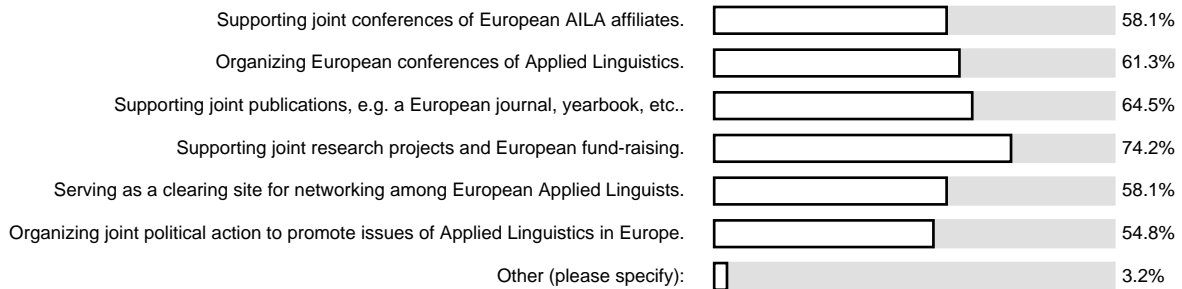 Supporting joint conferences of European AILA affiliates. 58.1%
Organizing European conferences of Applied Linguistics. 61.3%
Supporting joint publications, e.g. a European journal, yearbook, etc.. 64.5%
Supporting joint research projects and European fund-raising. 74.2%
Serving as a clearing site for networking among European Applied Linguists. 58.1%
Organizing joint political action to promote issues of Applied Linguistics in Europe. 54.8%
Other (please specify): 3.2%